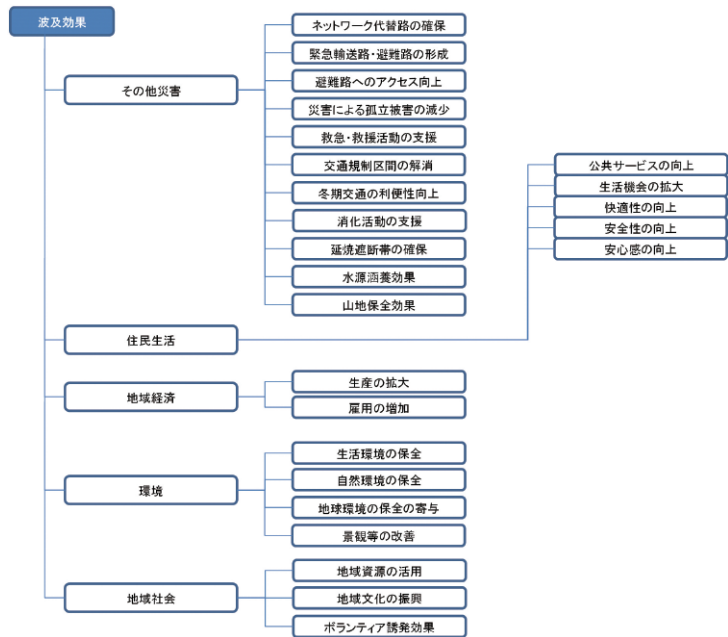 波及効果
その他災害
ネットワーク代替路の確保
緊急輸送路・避難路の形成
避難路へのアクセス向上
災害による孤立被害の減少
救急・救援活動の支援
交通規制区間の解消
冬期交通の利便性向上
消化活動の支援
延焼遮断帯の確保
水源涵養効果
山地保全効果
住民生活
公共サービスの向上
生活機会の拡大
快適性の向上
安全性の向上
安心感の向上
地域経済
生産の拡大
雇用の増加
環境
生活環境の保全
自然環境の保全
地球環境の保全の寄与
景観等の改善
地域社会
地域資源の活用
地域文化の振興
ボランティア誘発効果